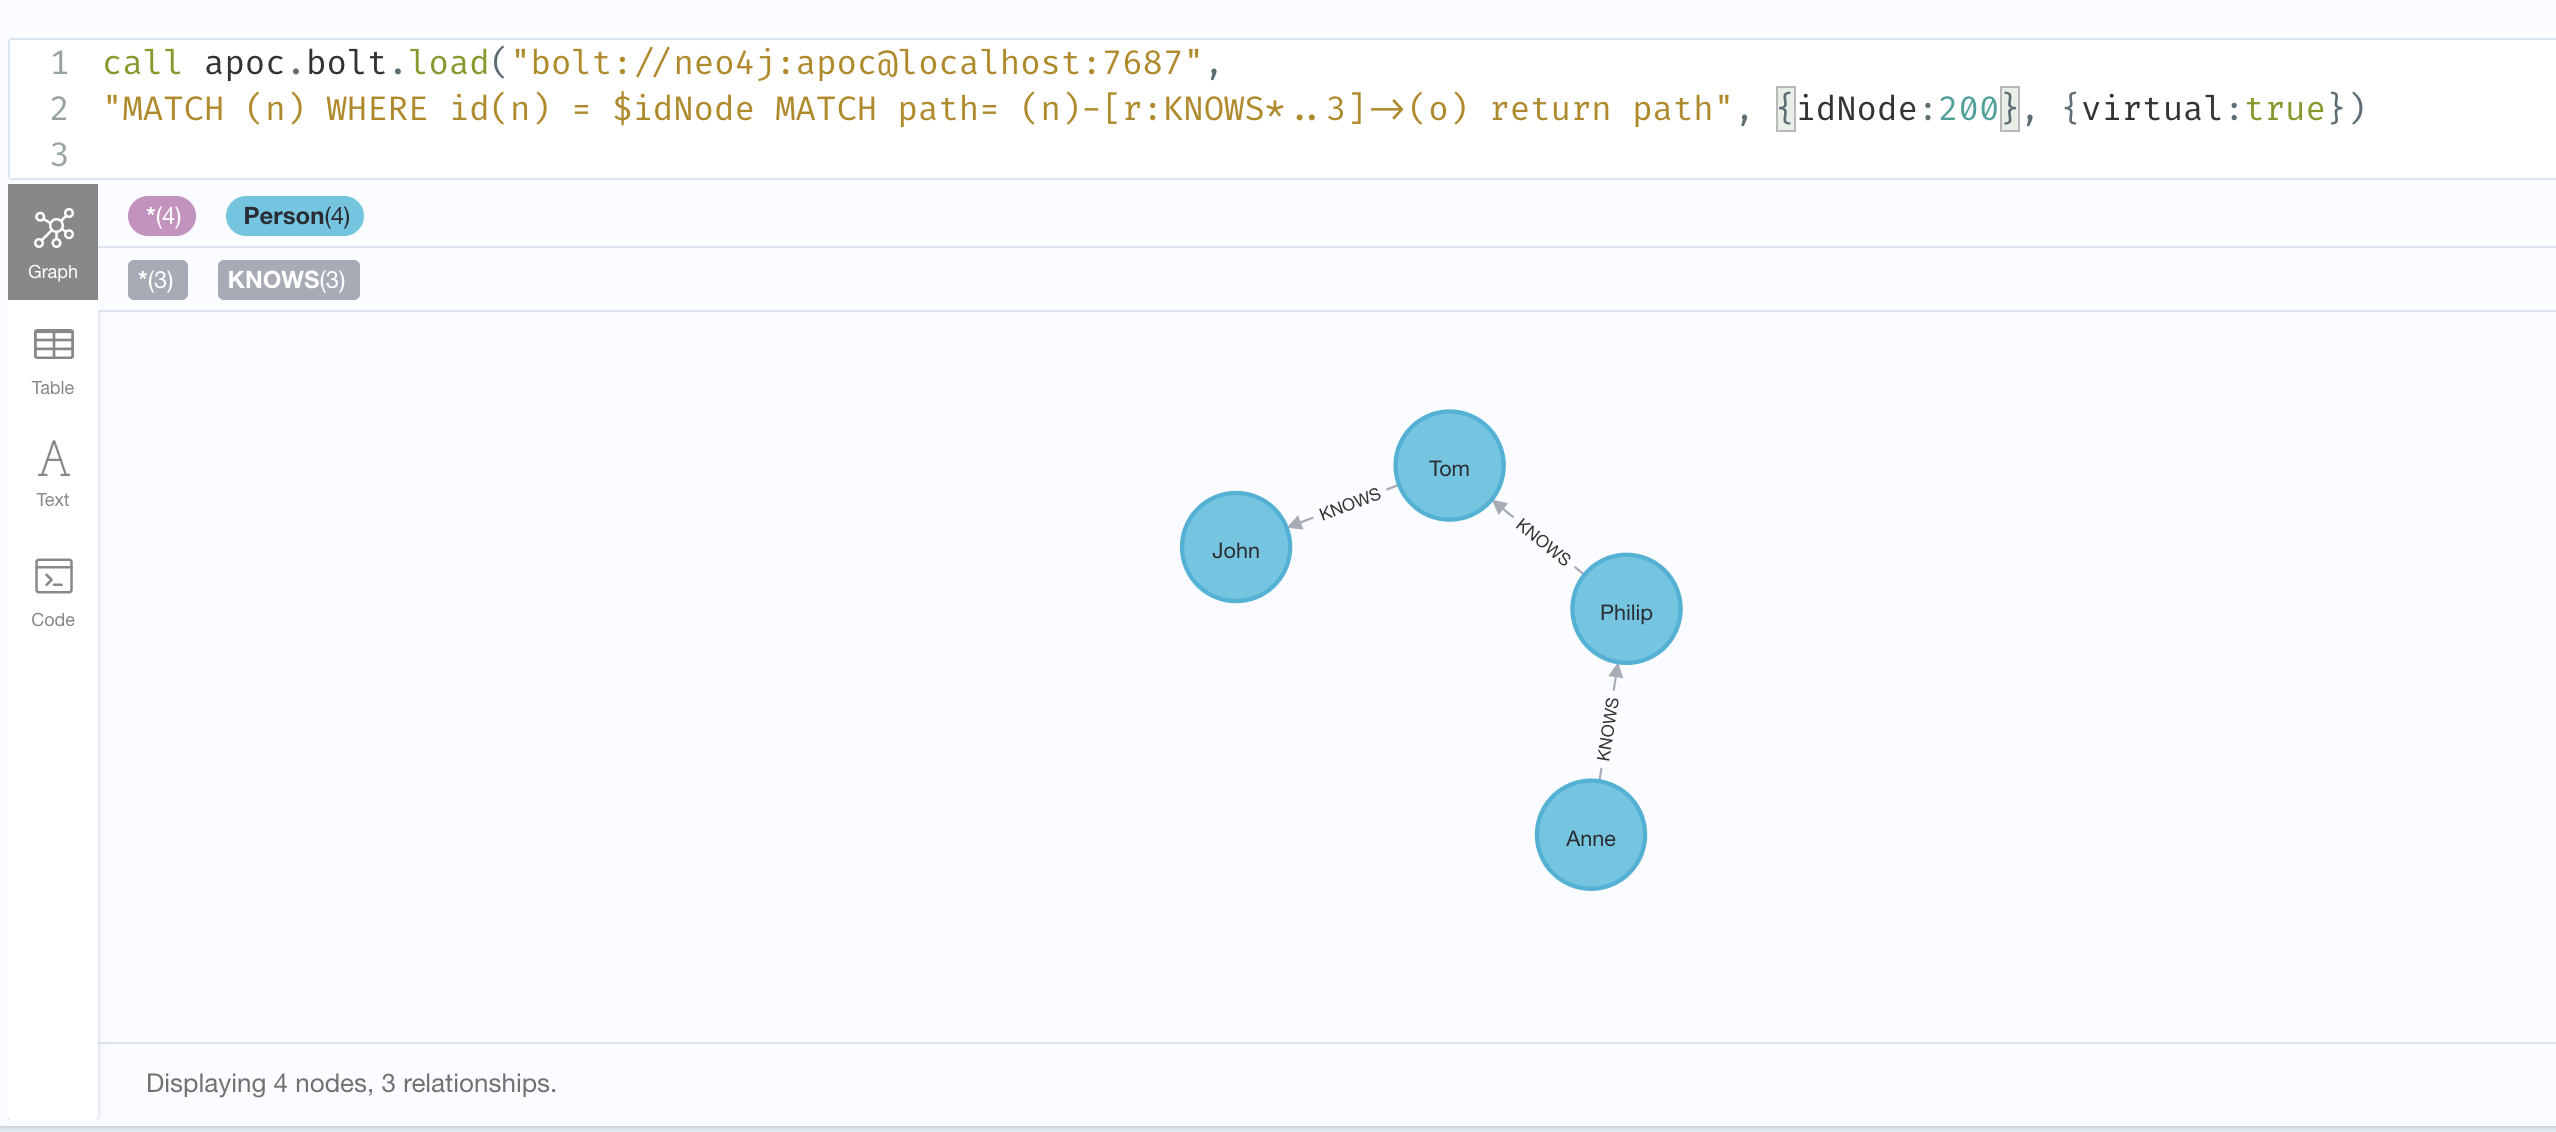 1 call apoc.bolt.load("bolt://neo4j:apoc@localhost:7687",
2 "MATCH (n) WHERE id(n) = $idNode MATCH path= (n)-[r:KNOWS*..3]->(o) return path", {idNode:200}, {virtual:true})
3
*(4) Person(4)
Graph
*(3) KNOWS(3)
Table
Text
Code
Tom
KNOWS
John
KNOWS
Philip
KNOWS
Anne
Displaying 4 nodes, 3 relationships.